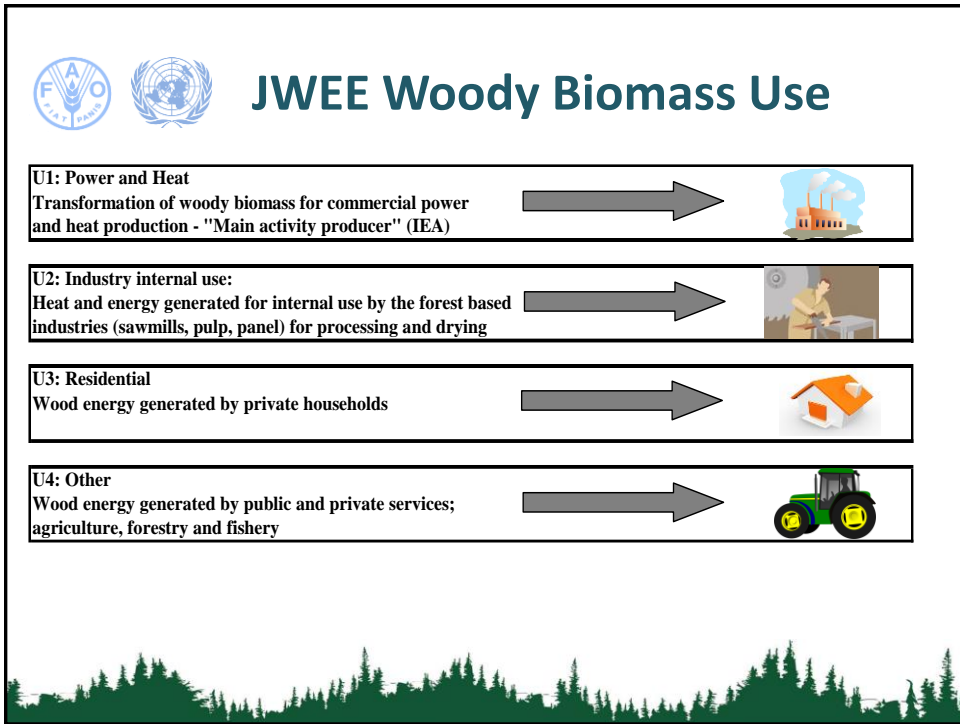 F A O
FIAT PANIS
JWEE Woody Biomass Use
U1: Power and Heat
Transformation of woody biomass for commercial power
and heat production - "Main activity producer" (IEA)
U2: Industry internal use:
Heat and energy generated for internal use by the forest based
industries (sawmills, pulp, panel) for processing and drying
U3: Residential
Wood energy generated by private households
U4: Other
Wood energy generated by public and private services;
agriculture, forestry and fishery